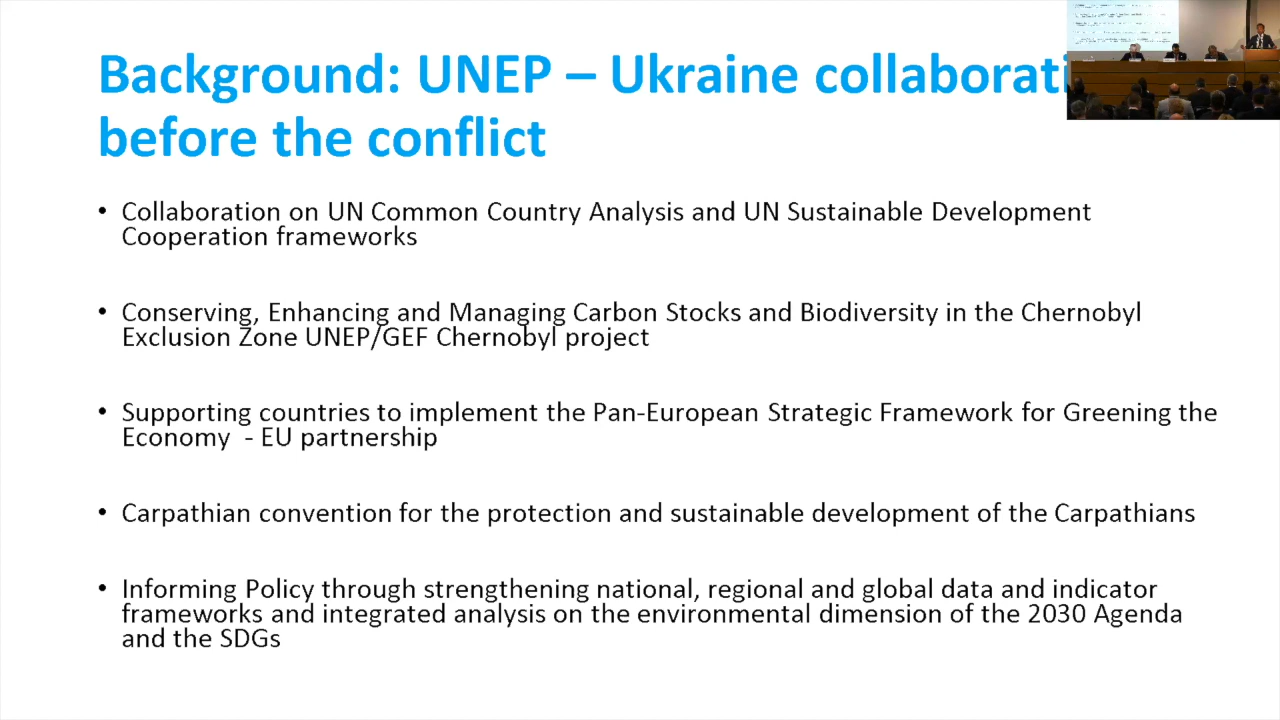 Background: UNEP – Ukraine collaborati
before the conflict
• Collaboration on UN Common Country Analysis and UN Sustainable Development
Cooperation frameworks
• Conserving, Enhancing and Managing Carbon Stocks and Biodiversity in the Chernobyl
Exclusion Zone UNEP/GEF Chernobyl project
• Supporting countries to implement the Pan-European Strategic Framework for Greening the
Economy  - EU partnership
• Carpathian convention for the protection and sustainable development of the Carpathians
• Informing Policy through strengthening national, regional and global data and indicator
frameworks and integrated analysis on the environmental dimension of the 2030 Agenda
and the SDGs